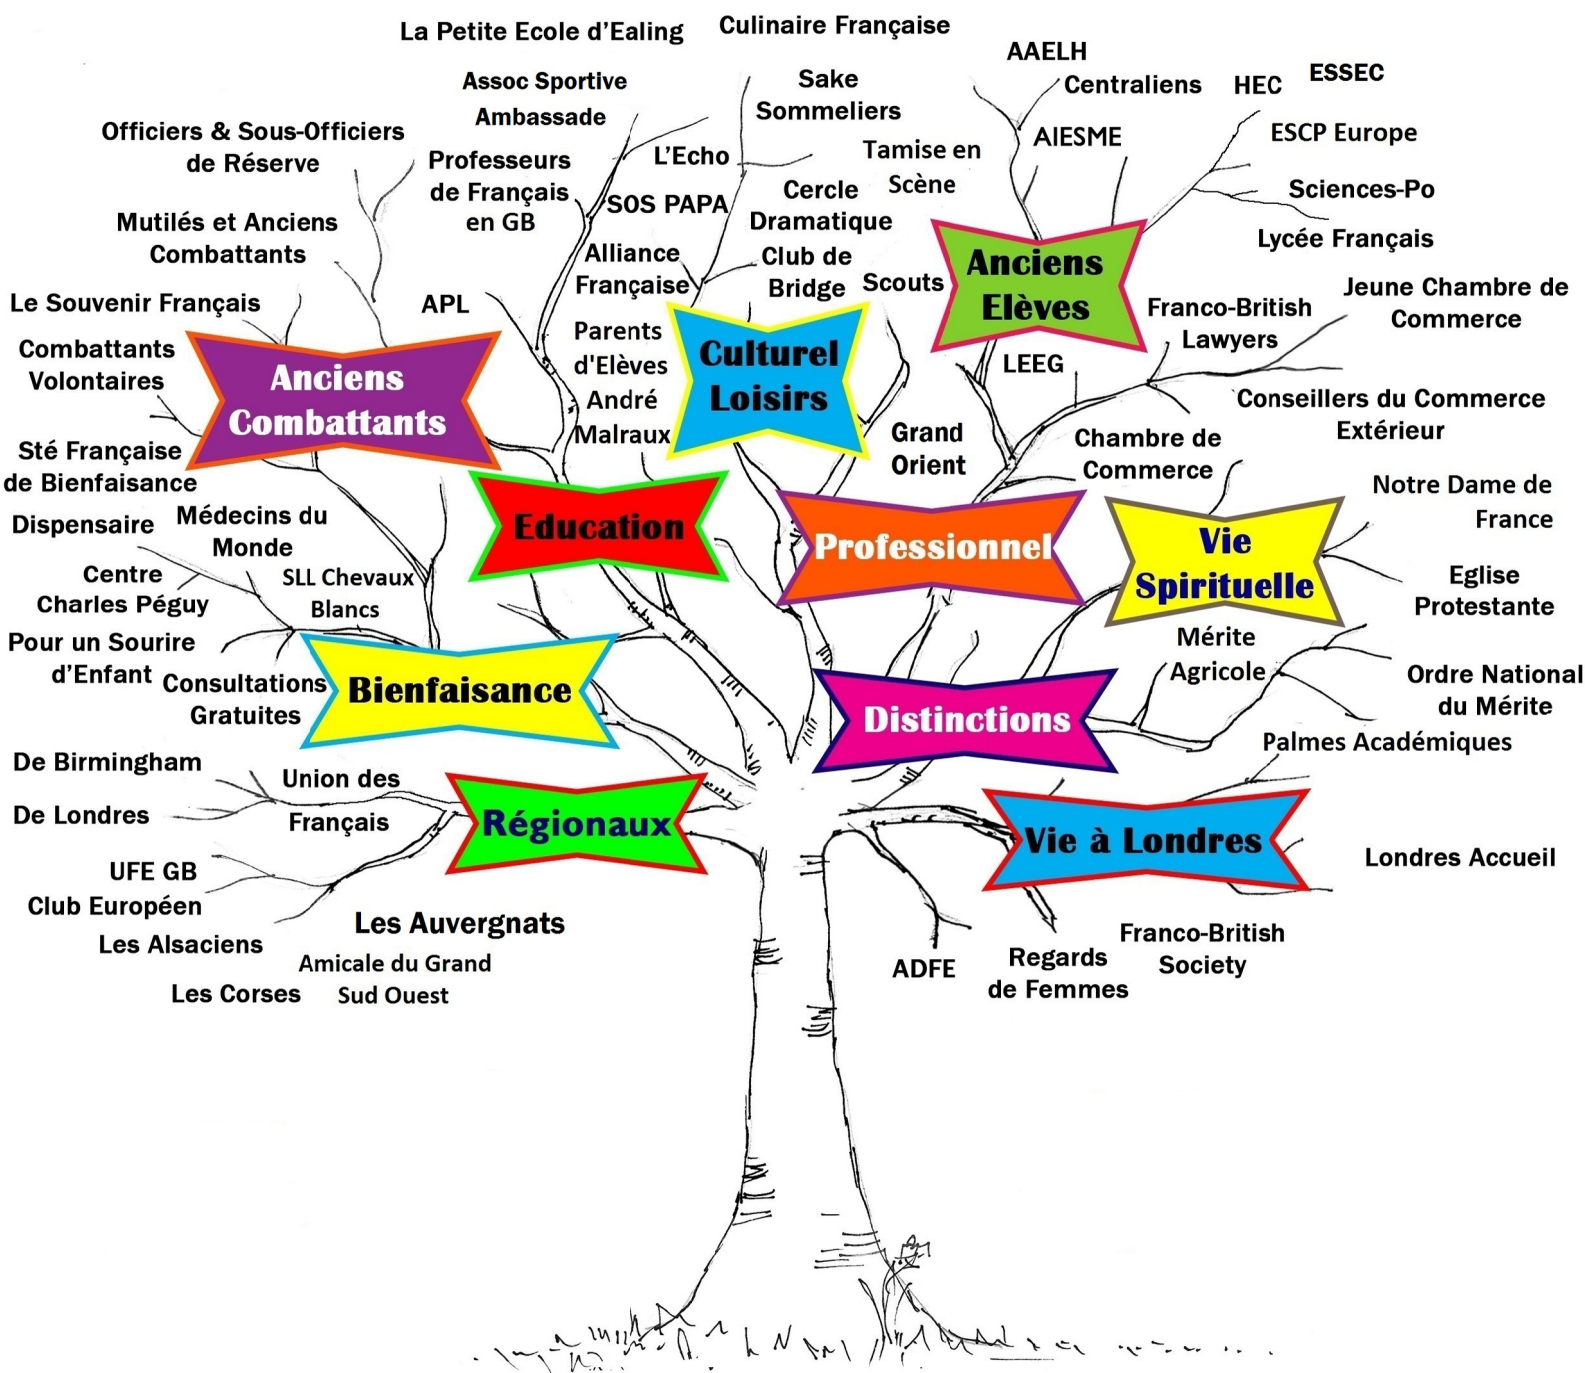 La Petite Ecole d’Ealing
Culinaire Française
Assoc Sportive
Ambassade
Sake
Sommeliers
AAELH
Centraliens
HEC
ESSEC
AIESME
ESCP Europe
Sciences-Po
Lycée Français
Officiers & Sous-Officiers
de Réserve
Professeurs
de Français
en GB
L’Echo
SOS PAPA
Tamise en
Scène
Cercle
Dramatique
Mutilés et Anciens
Combattants
Alliance
Française
Club de
Bridge
Scouts
Anciens
Elèves
Le Souvenir Français
APL
Parents
d'Elèves
André
Malraux
Culturel
Loisirs
LEEG
Franco-British
Lawyers
Jeune Chambre de
Commerce
Combattants
Volontaires
Anciens
Combattants
Grand
Orient
Chambre de
Commerce
Conseillers du Commerce
Extérieur
Sté Française
de Bienfaisance
Education
Professionnel
Vie
Spirituelle
Notre Dame de
France
Dispensaire
Médecins du
Monde
Centre
Charles Péguy
SLL Chevaux
Blancs
Eglise
Protestante
Pour un Sourire
d’Enfant
Consultations
Gratuites
Bienfaisance
Distinctions
Mérite
Agricole
Ordre National
du Mérite
Palmes Académiques
De Birmingham
De Londres
Union des
Français
Régionaux
Vie à Londres
Londres Accueil
UFE GB
Club Européen
Les Alsaciens
Les Corses
Les Auvergnats
Amicale du Grand
Sud Ouest
ADFE
Regards
de Femmes
Franco-British
Society